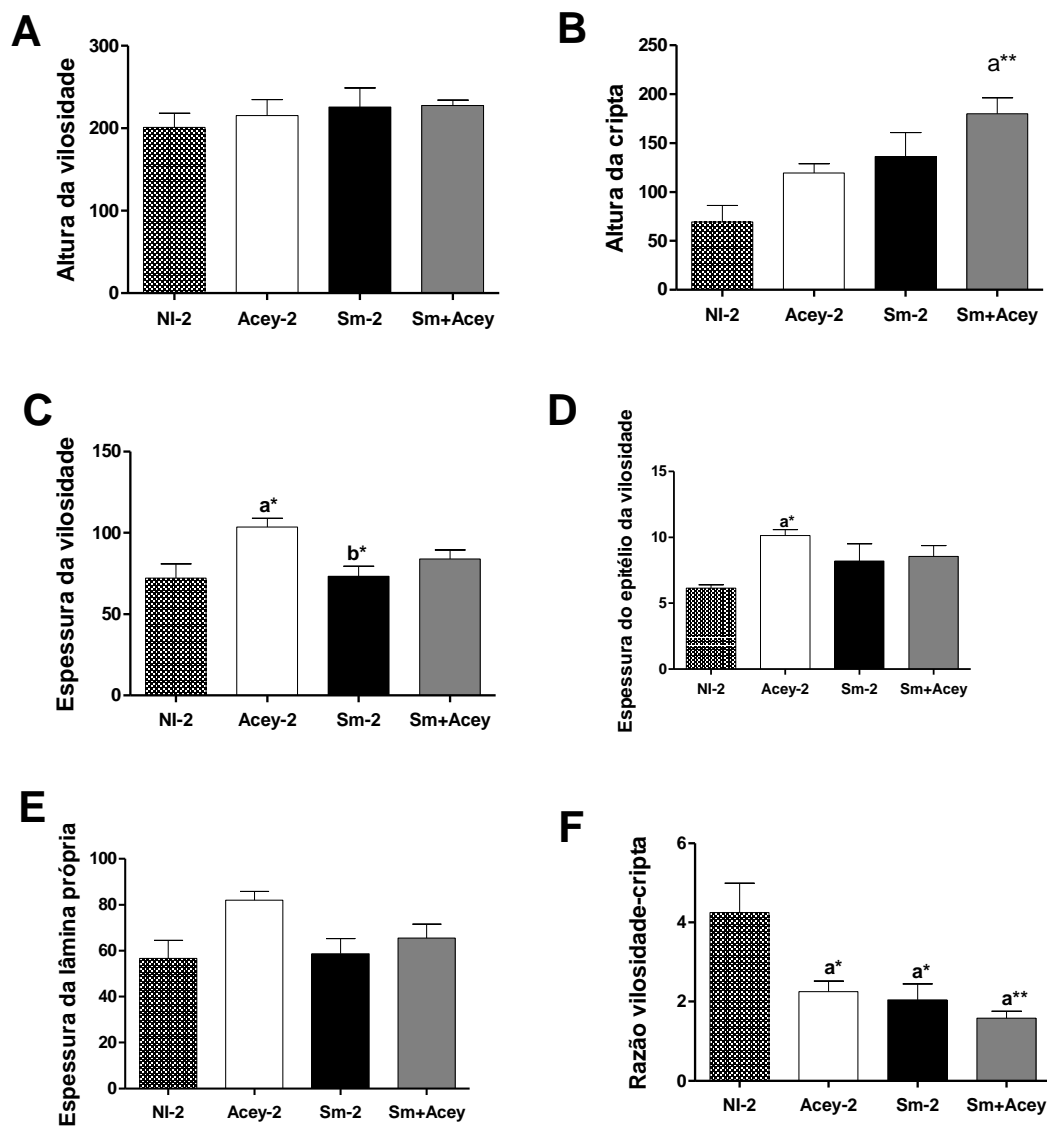 A
Altura da vilosidade
300
200
100
0
NI-2 Acey-2 Sm-2 Sm+Acey
B
Altura da cripta
250
200
150
100
50
0
a**
NI-2 Acey-2 Sm-2 Sm+Acey
C
Espessura da vilosidade
150
100
50
0
a*
b*
NI-2 Acey-2 Sm-2 Sm+Acey
D
Espessura do epitélio da vilosidade
15
10
5
0
a*
NI-2 Acey-2 Sm-2 Sm+Acey
E
Espessura da lâmina própria
100
80
60
40
20
0
NI-2 Acey-2 Sm-2 Sm+Acey
F
Razão vilosidade-cripta
6
4
2
0
a* a* a**
NI-2 Acey-2 Sm-2 Sm+Acey